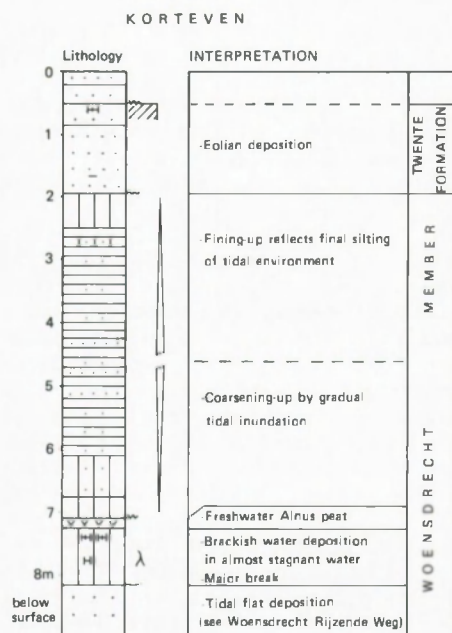 KORTEVEN
Lithology
INTERPRETATION
0
1
2
3
4
5
6
7
8m
below
surface
-Eolian deposition
-Fining-up reflects final silting
of tidal environment
-Coarsening-up by gradual
tidal inundation
-Freshwater Alnus peat
-Brackish water deposition
in almost stagnant water
-Major break
-Tidal flat deposition
(see Woensdrecht Rijzende Weg)
λ
TWENTE
FORMATION
WOENSDRECHT MEMBER